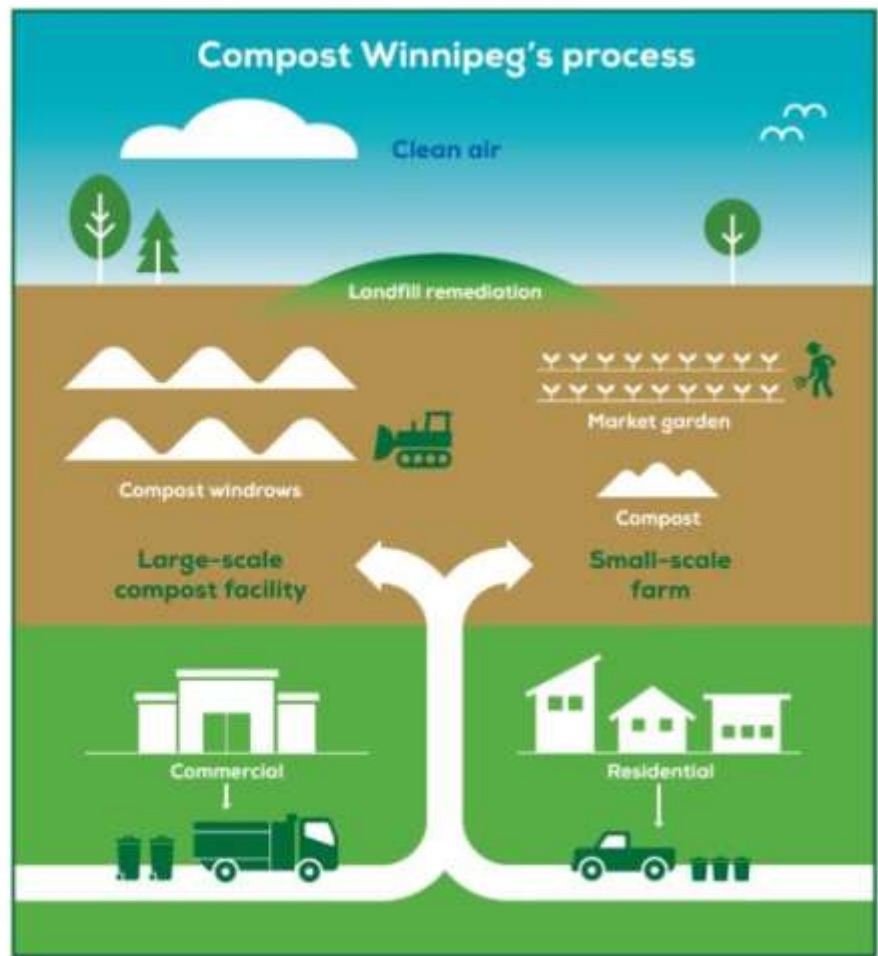 Compost Winnipeg's process
Clean air
Landfill remediation
Compost windrows
Large-scale
compost facility
Market garden
Compost
Small-scale
farm
Commercial
Residential